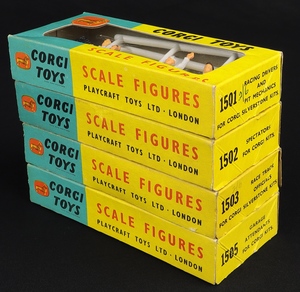 CORGI TOYS
CORGI
TOYS
SCALE FIGURES
PLAYCRAFT TOYS LTD · LONDON
1501
RACING DRIVERS
AND
PIT MECHANICS
FOR CORGI SILVERSTONE KITS.
CORGI
TOYS
SCALE FIGURES
PLAYCRAFT TOYS LTD · LONDON
1502
SPECTATORS
FOR CORGI KITS.
CORGI
TOYS
SCALE FIGURES
PLAYCRAFT TOYS LTD · LONDON
1503
RACE TRACK
OFFICIALS
FOR CORGI SILVERSTONE KITS.
CORGI
TOYS
SCALE FIGURES
PLAYCRAFT TOYS LTD · LONDON
1505
GARAGE
ATTENDANTS
FOR CORGI KITS.